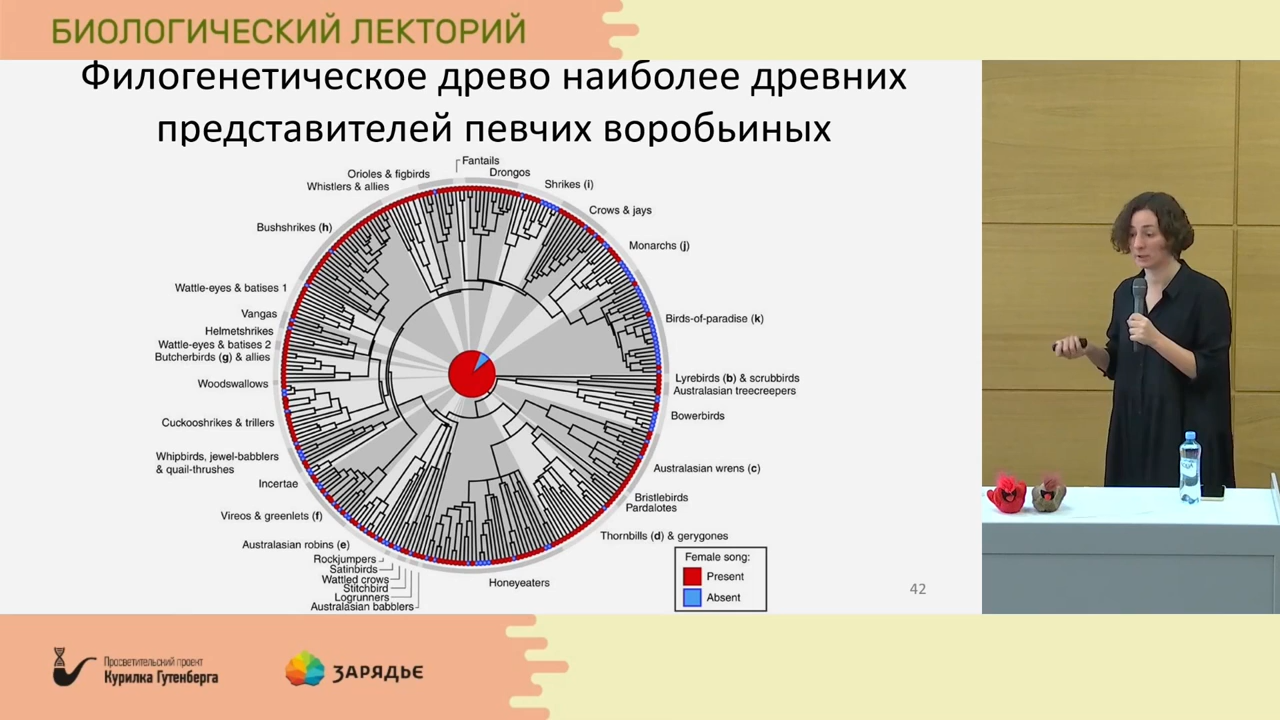 БИОЛОГИЧЕСКИЙ ЛЕКТОРИЙ
Филогенетическое древо наиболее древних
представителей певчих воробьиных
Fantails
Drongos
Orioles & figbirds
Whistlers & allies
Shrikes (i)
Crows & jays
Bushshrikes (h)
Monarchs (j)
Wattle-eyes & batises 1
Vangas
Birds-of-paradise (k)
Helmetshrikes
Wattle-eyes & batises 2
Butcherbirds (g) & allies
Woodswallows
Lyrebirds (b) & scrubbirds
Australasian treecreepers
Bowerbirds
Cuckooshrikes & trillers
Whipbirds, jewel-babblers
& quail-thrushes
Australasian wrens (c)
Incertae
Bristlebirds
Pardalotes
Vireos & greenlets (f)
Thornbills (d) & gerygones
Australasian robins (e)
Rockjumpers
Satinbirds
Wattled crows
Stitchbird
Logrunners
Australasian babblers
Honeyeaters
Female song:
Present
Absent
42
Просветительский проект
Курилка Гутенберга
ЗАРЯДЬЕ